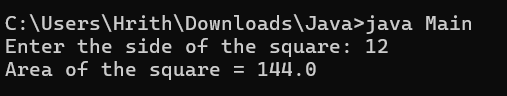 C:\Users\Hrith\Downloads\Java>java Main
Enter the side of the square: 12
Area of the square = 144.0